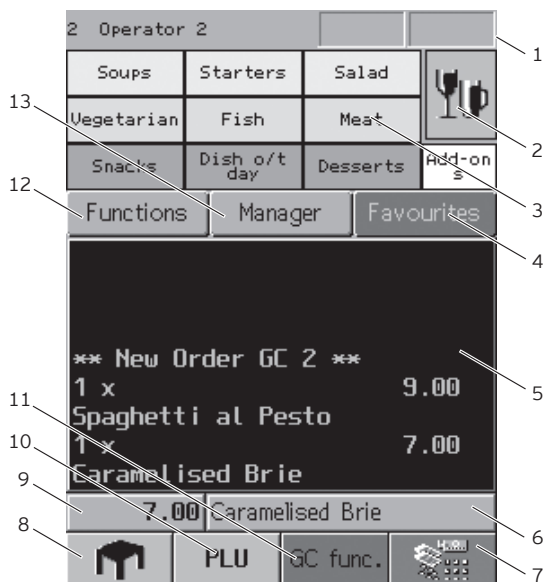 2 Operator 2
1
Soups Starters Salad
2
13
Vegetarian Fish Meat
Snacks Dish o/t day Desserts Add-ons
3
12
Functions Manager Favourites
4
** New Order GC 2 **
5
1 x 9.00
11
Spaghetti al Pesto
10
1 x 7.00
9
Caramelised Brie
7.00 Caramelised Brie
6
8
PLU GC func.
7